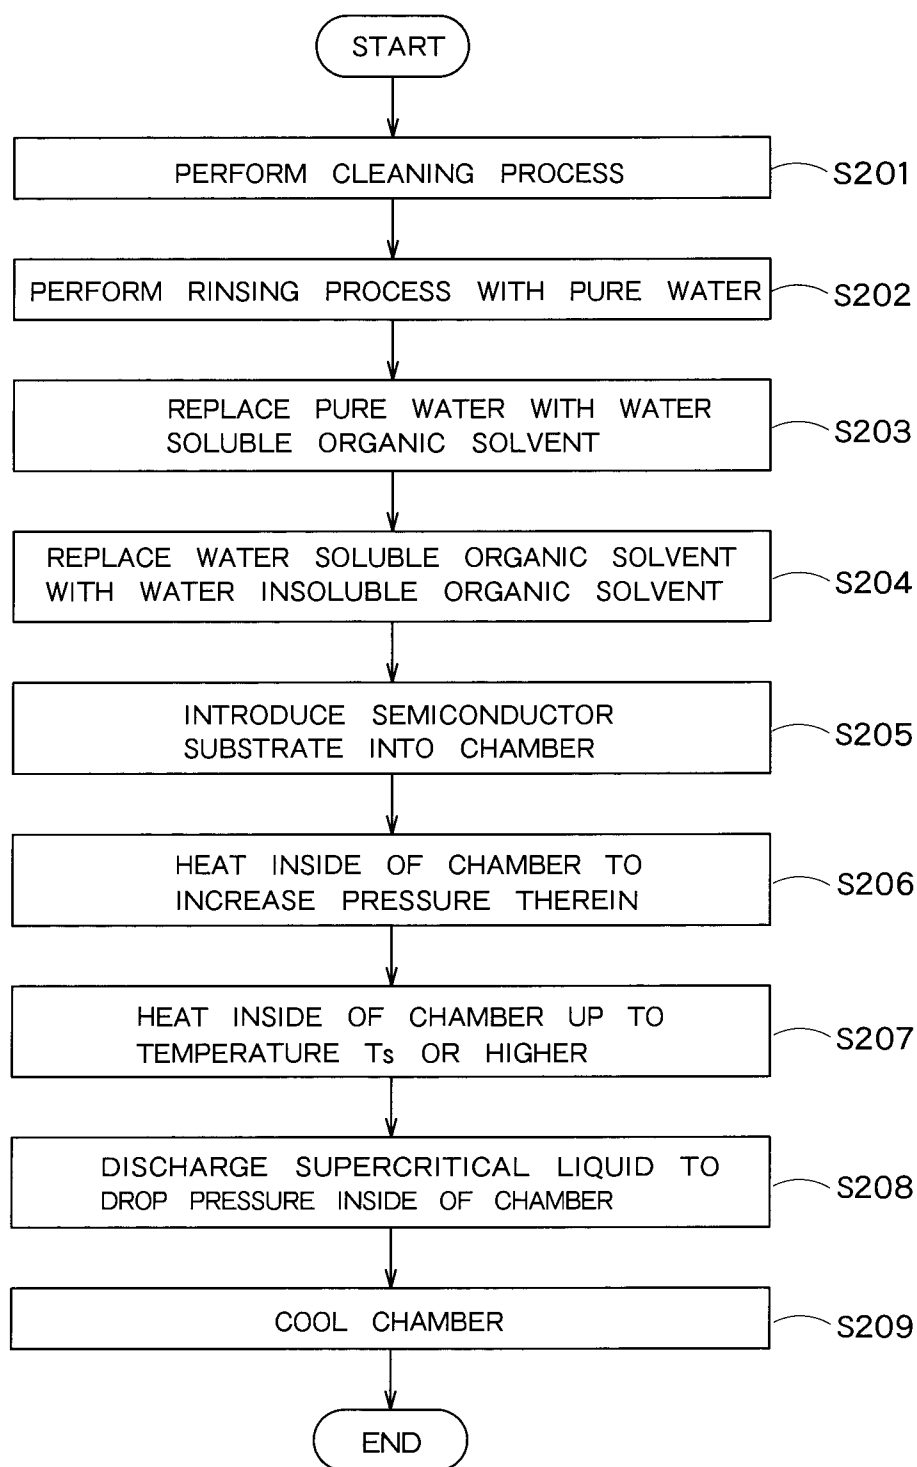 START
PERFORM CLEANING PROCESS
S201
PERFORM RINSING PROCESS WITH PURE WATER
S202
REPLACE PURE WATER WITH WATER
SOLUBLE ORGANIC SOLVENT
S203
REPLACE WATER SOLUBLE ORGANIC SOLVENT
WITH WATER INSOLUBLE ORGANIC SOLVENT
S204
INTRODUCE SEMICONDUCTOR
SUBSTRATE INTO CHAMBER
S205
HEAT INSIDE OF CHAMBER TO
INCREASE PRESSURE THEREIN
S206
HEAT INSIDE OF CHAMBER UP TO
TEMPERATURE Ts OR HIGHER
S207
DISCHARGE SUPERCRITICAL LIQUID TO
DROP PRESSURE INSIDE OF CHAMBER
S208
COOL CHAMBER
S209
END